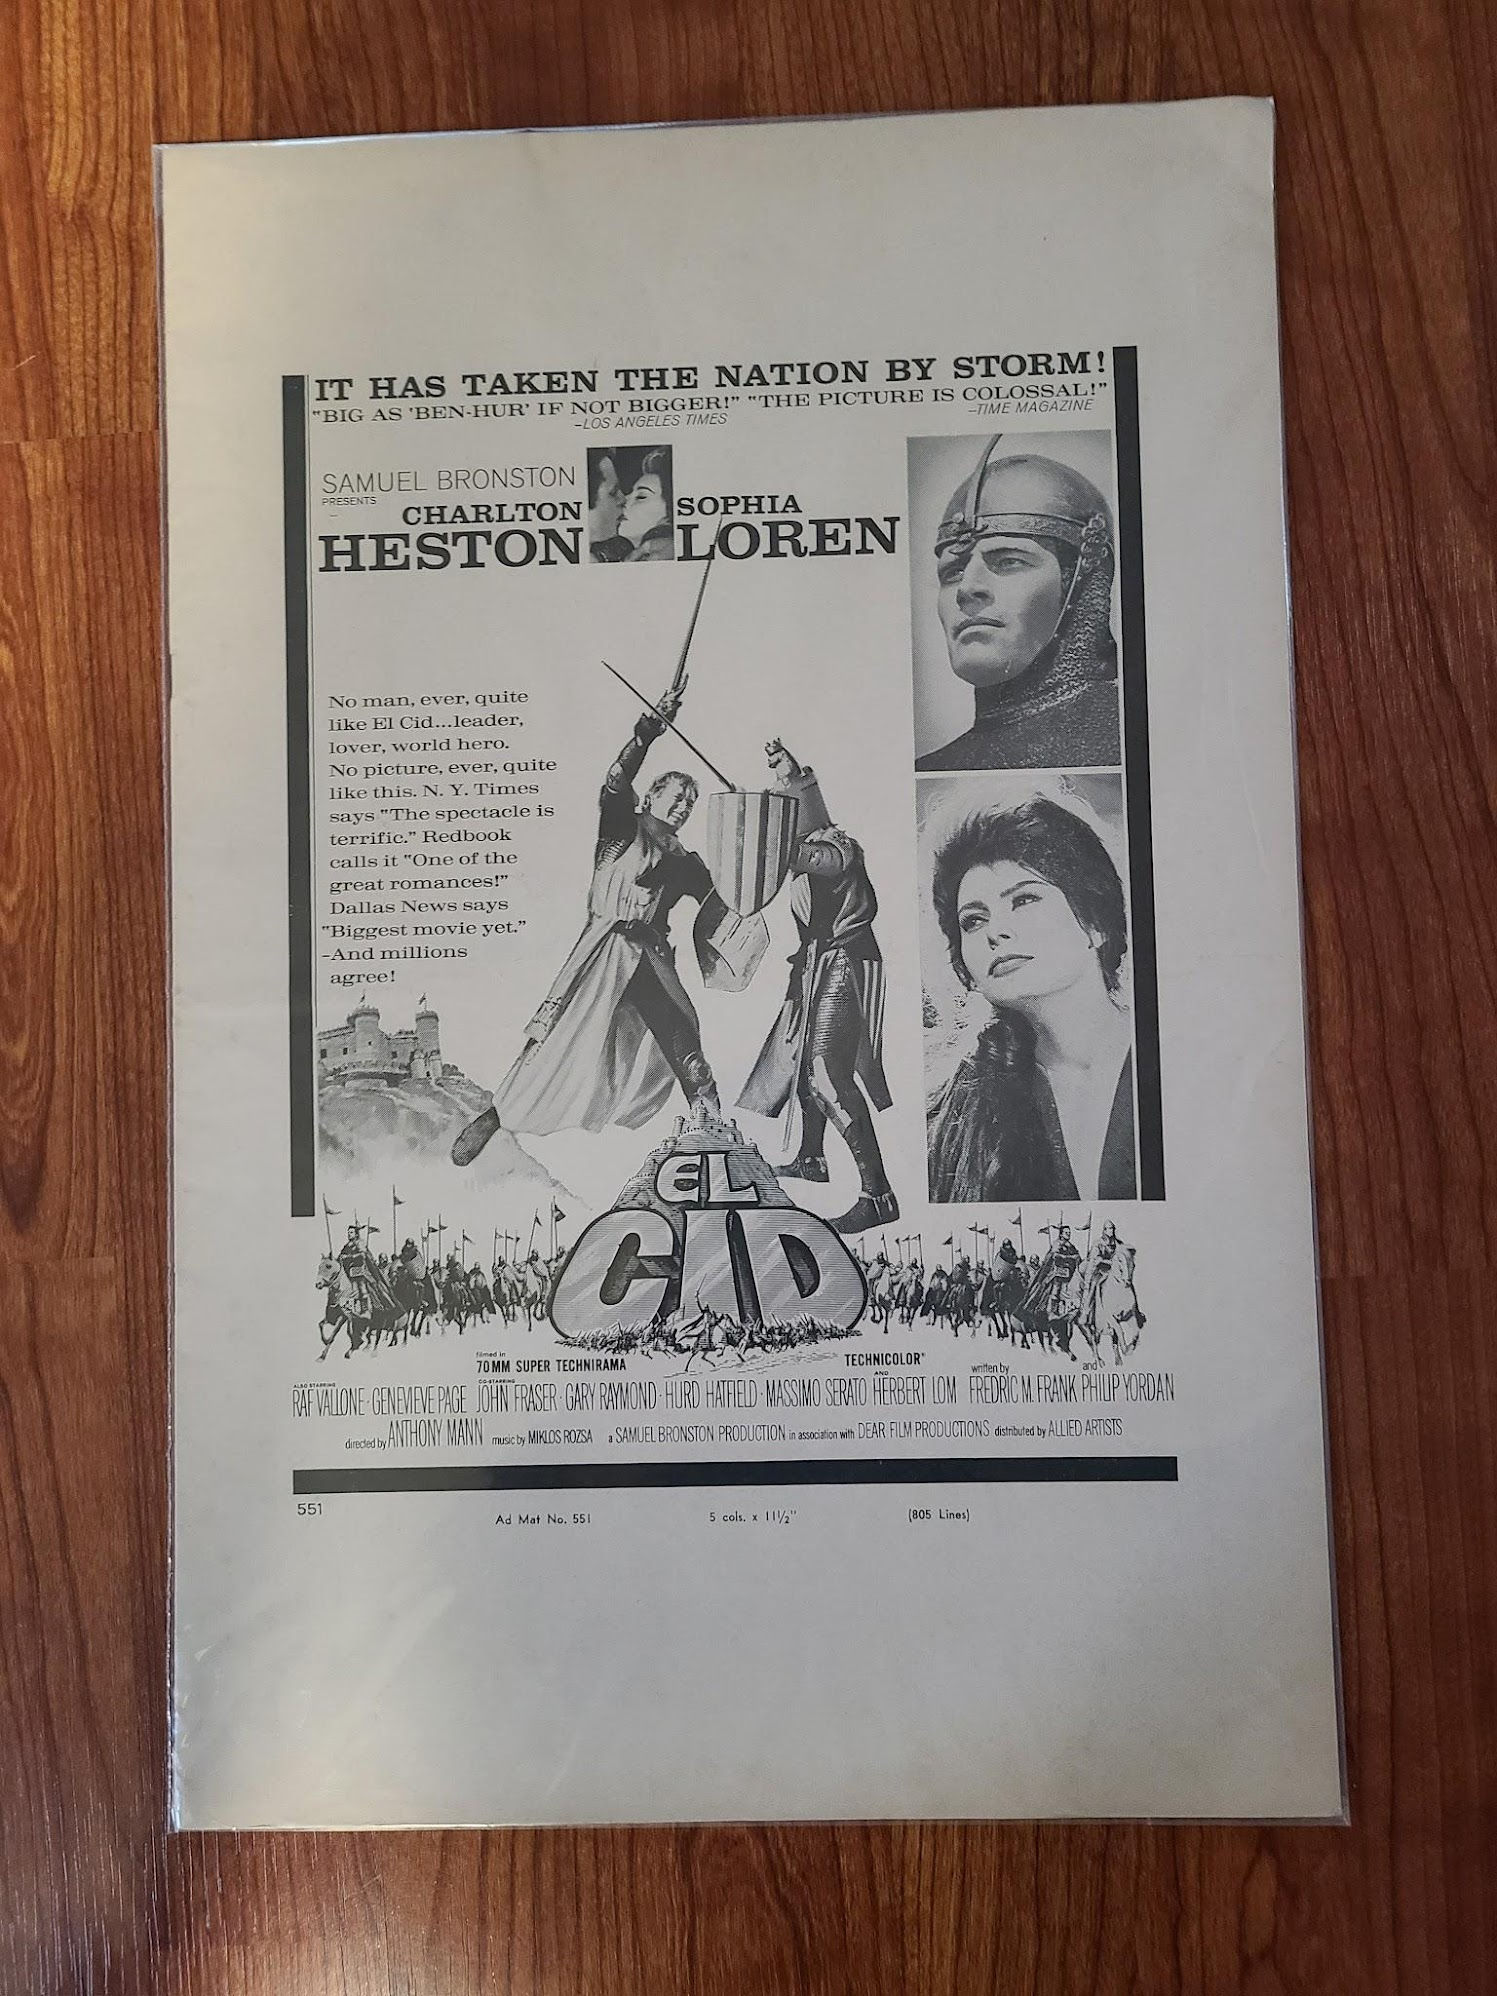 IT HAS TAKEN THE NATION BY STORM!
"BIG AS 'BEN-HUR' IF NOT BIGGER!" "THE PICTURE IS COLOSSAL!"
–LOS ANGELES TIMES –TIME MAGAZINE
SAMUEL BRONSTON
PRESENTS
CHARLTON
HESTON
SOPHIA
LOREN
No man, ever, quite
like El Cid...leader,
lover, world hero.
No picture, ever, quite
like this. N. Y. Times
says "The spectacle is
terrific." Redbook
calls it "One of the
great romances!"
Dallas News says
"Biggest movie yet."
–And millions
agree!
EL
CID
filmed in
70MM SUPER TECHNIRAMA
TECHNICOLOR®
ALSO STARRING
RAF VALLONE · GENEVIEVE PAGE
CO-STARRING
JOHN FRASER · GARY RAYMOND · HURD HATFIELD · MASSIMO SERATO
AND
HERBERT LOM
written by
FREDRIC M. FRANK
and
PHILIP YORDAN
directed by ANTHONY MANN music by MIKLOS ROZSA a SAMUEL BRONSTON PRODUCTION in association with DEAR FILM PRODUCTIONS distributed by ALLIED ARTISTS
551
Ad Mat No. 551 5 cols. x 11½" (805 Lines)